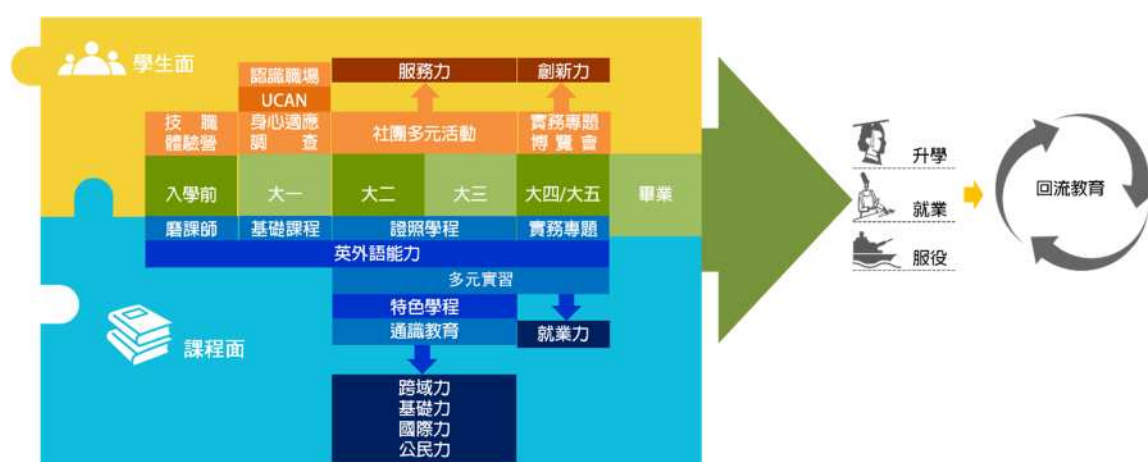 學生面
認識職場
UCAN
服務力
創新力
技 職
體驗營
身心適應
調 查
社團多元活動
實務專題
博 覽 會
入學前
大一
大二
大三
大四/大五
畢業
磨課師
基礎課程
證照學程
實務專題
英外語能力
多元實習
特色學程
通識教育
就業力
課程面
跨域力
基礎力
國際力
公民力
升學
就業
服役
回流教育